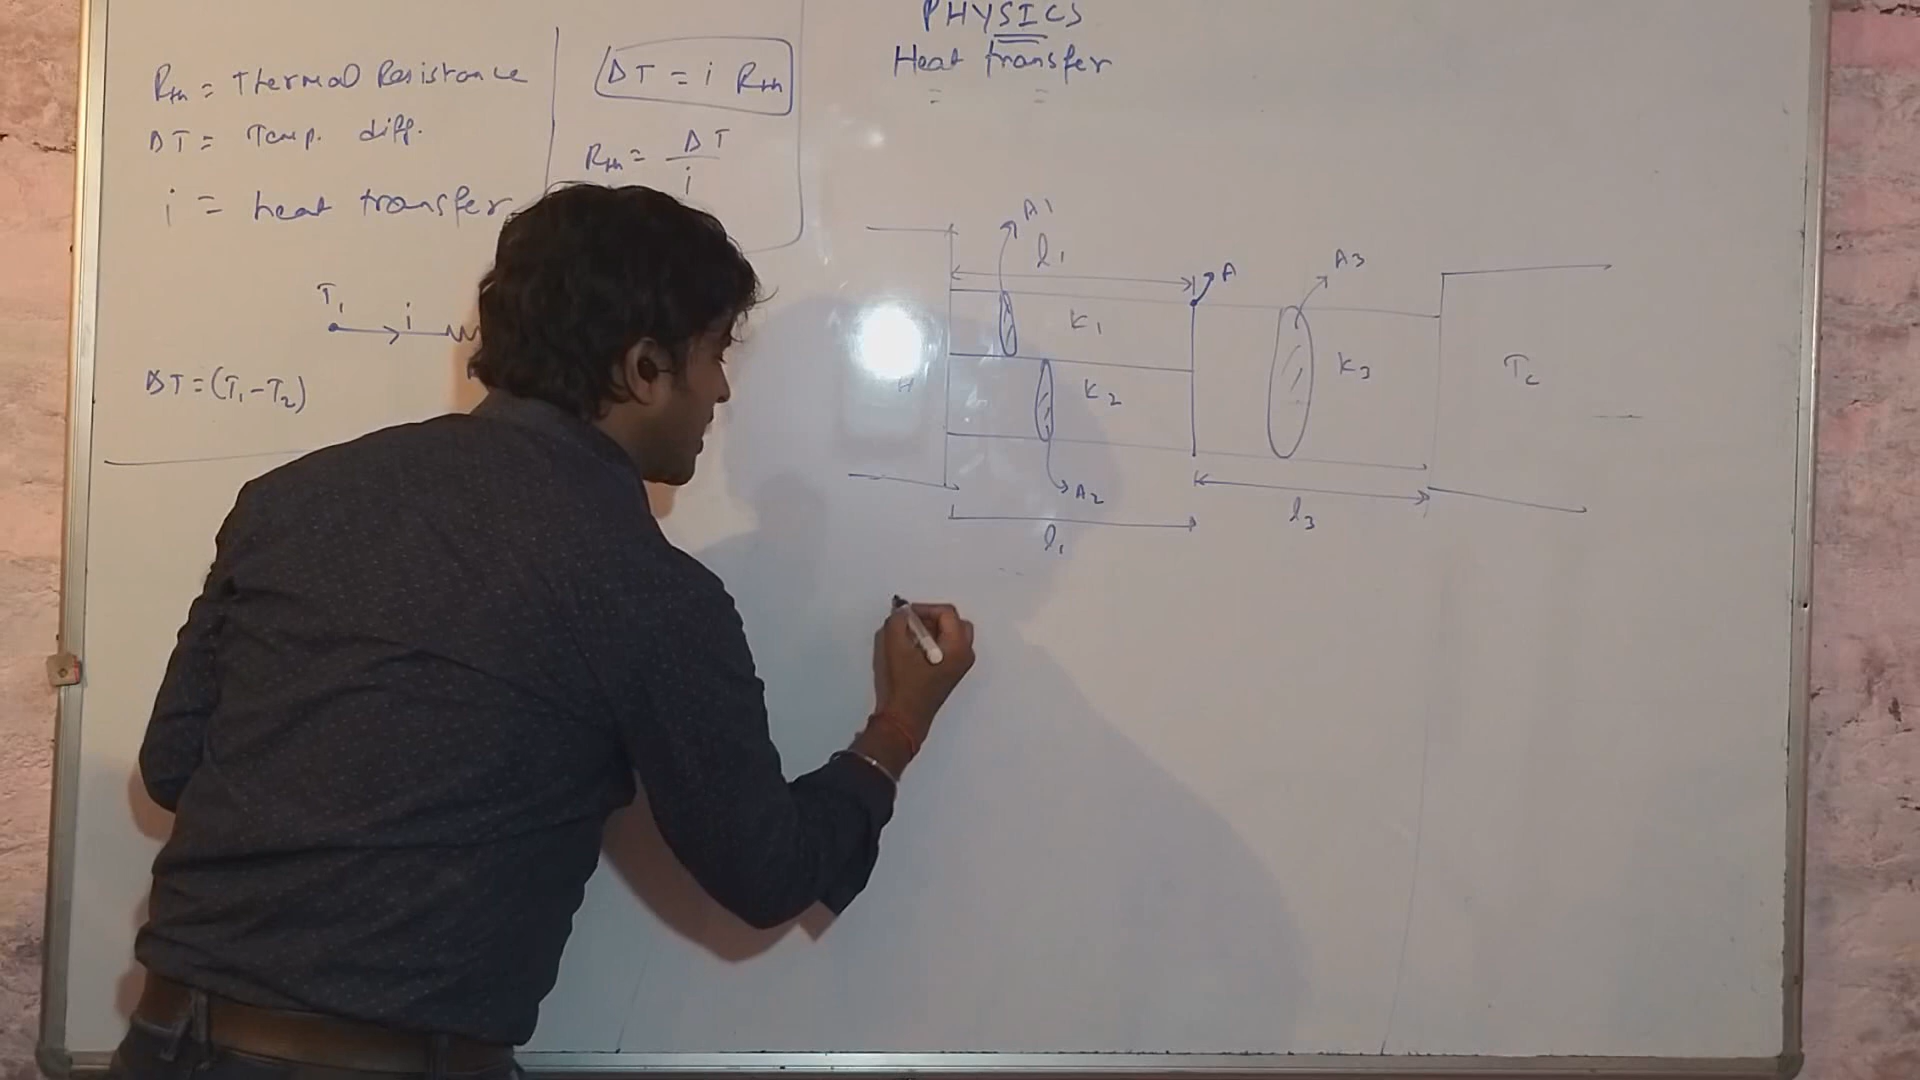 PHYSICS
Heat transfer
Rth = Thermal Resistance
ΔT = Temp. diff.
i = heat transfer
ΔT = i Rth
Rth = ΔT / i
T1
i
ΔT = (T1 - T2)
A1
l1
A
A3
K1
K2
K3
H
Tc
A2
l3
l1